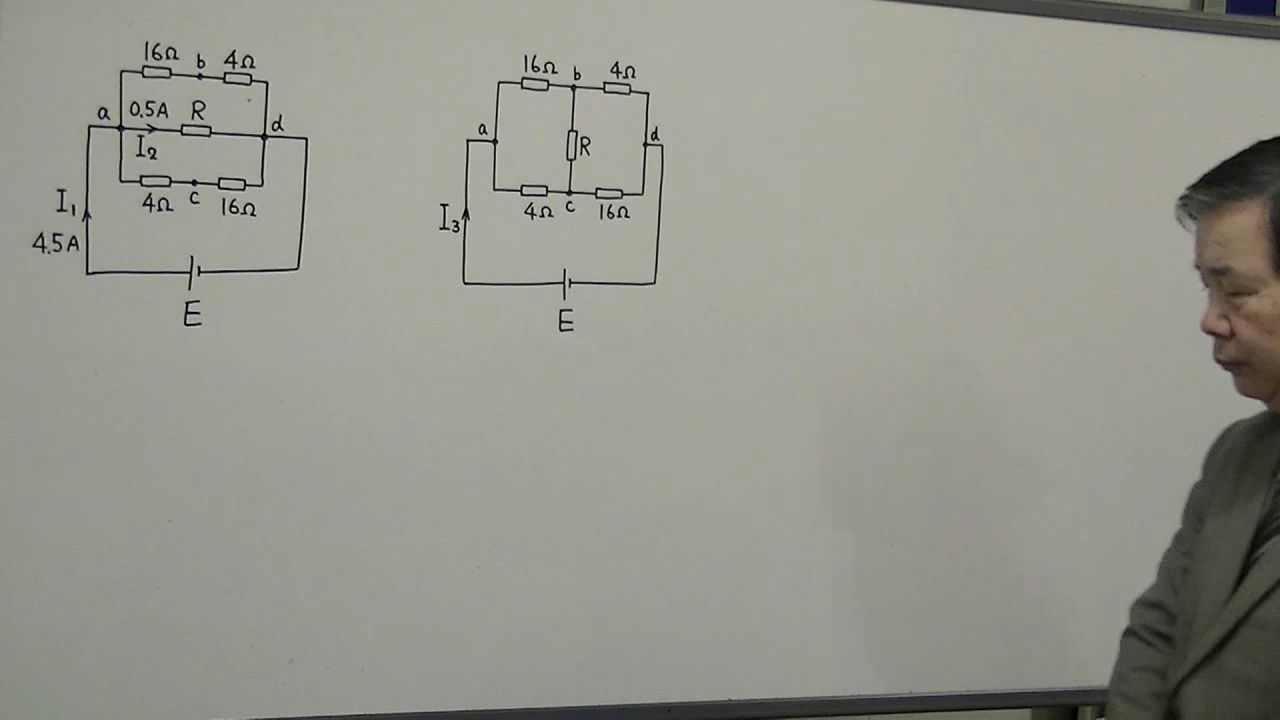 16Ω b 4Ω
a 0.5A R d
I₂
4Ω c 16Ω
I₁
4.5A
E
16Ω b 4Ω
a R d
4Ω c 16Ω
I₃
E